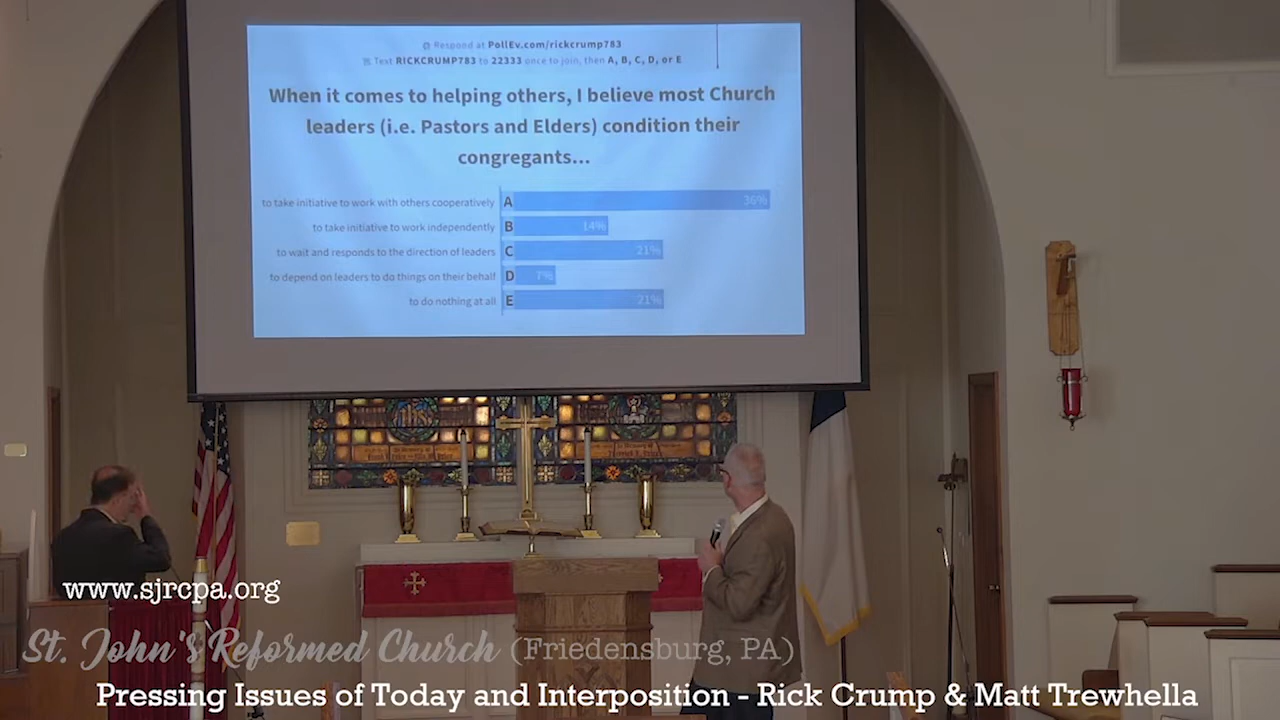 Respond at PollEv.com/rickcrump783
Text RICKCRUMP783 to 22333 once to join, then A, B, C, D, or E
When it comes to helping others, I believe most Church
leaders (i.e. Pastors and Elders) condition their
congregants...
to take initiative to work with others cooperatively A 36%
to take initiative to work independently B 14%
to wait and responds to the direction of leaders C 21%
to depend on leaders to do things on their behalf D 7%
to do nothing at all E 21%
www.sjrcpa.org
St. John's Reformed Church (Friedensburg, PA)
Pressing Issues of Today and Interposition - Rick Crump & Matt Trewhella